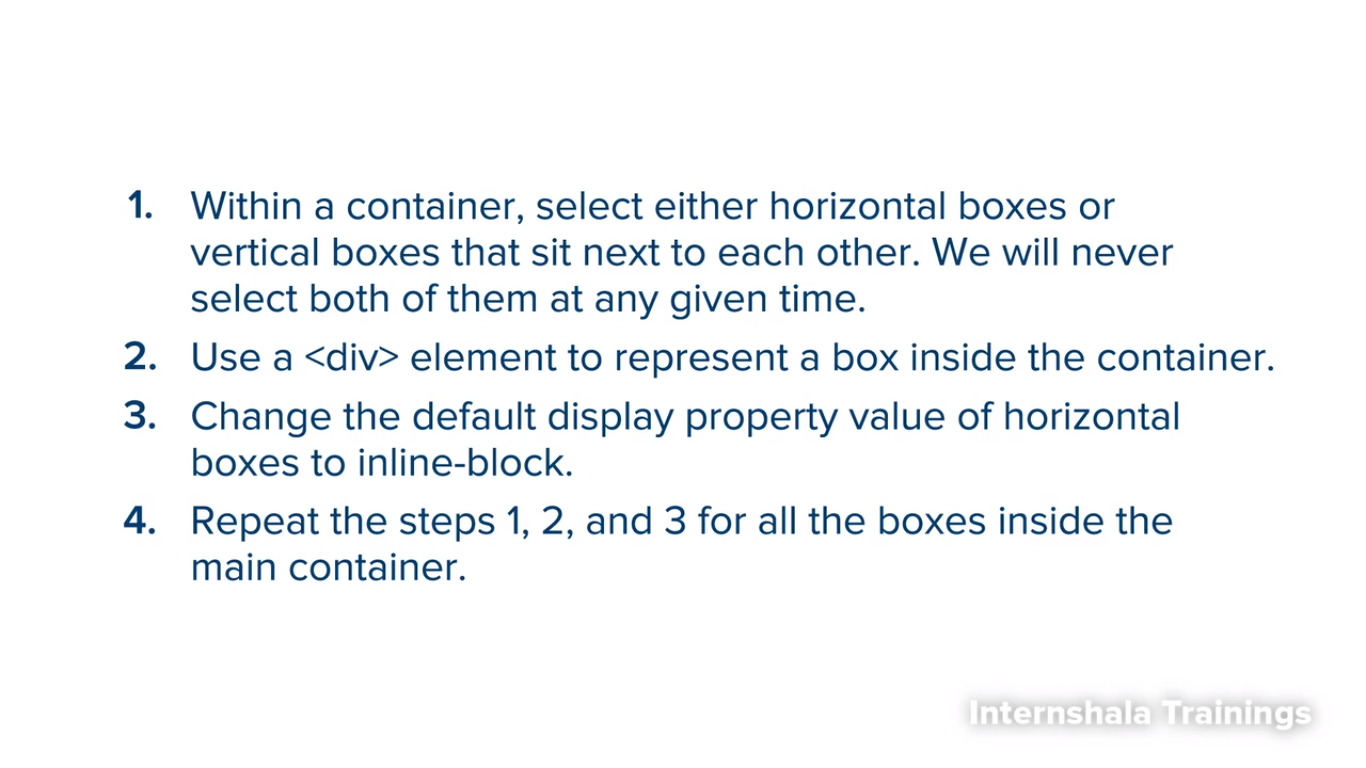 1. Within a container, select either horizontal boxes or
vertical boxes that sit next to each other. We will never
select both of them at any given time.
2. Use a <div> element to represent a box inside the container.
3. Change the default display property value of horizontal
boxes to inline-block.
4. Repeat the steps 1, 2, and 3 for all the boxes inside the
main container.
Internshala Trainings